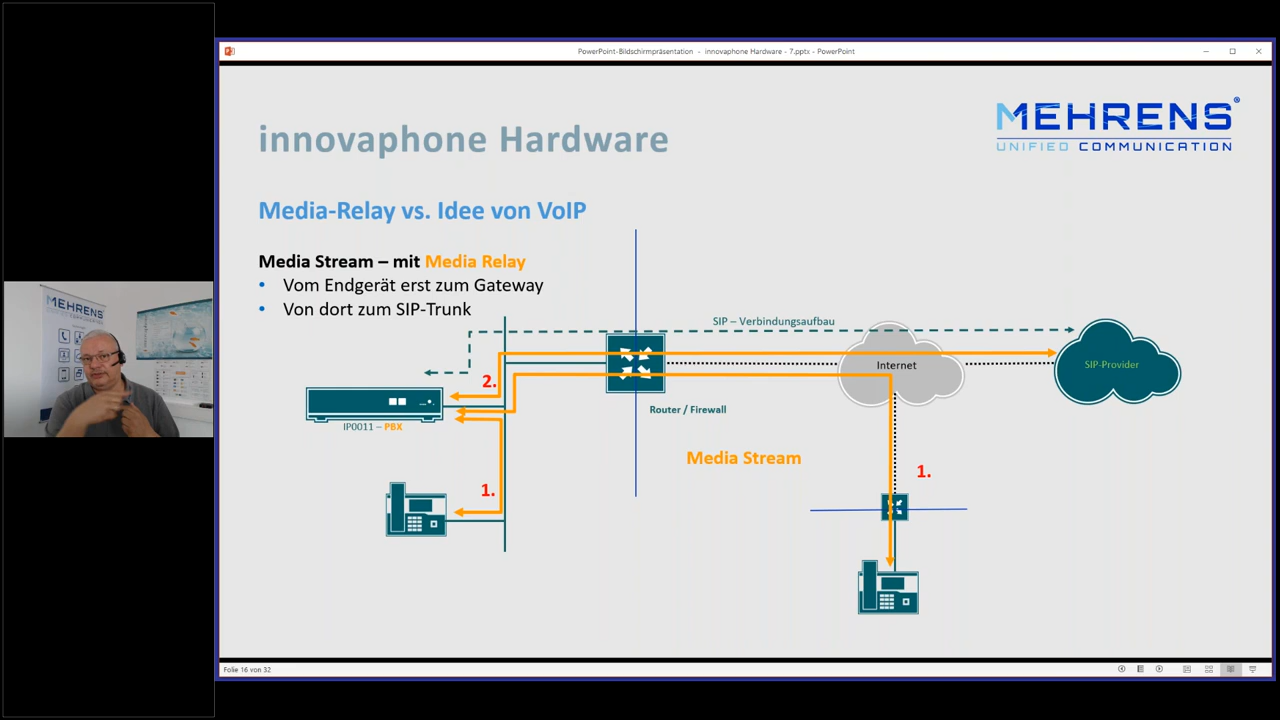 PowerPoint-Bildschirmpräsentation - innovaphone Hardware - 7.pptx - PowerPoint
innovaphone Hardware
MEHRENS®
UNIFIED COMMUNICATION
Media-Relay vs. Idee von VoIP
Media Stream – mit Media Relay
• Vom Endgerät erst zum Gateway
• Von dort zum SIP-Trunk
SIP – Verbindungsaufbau
Internet
SIP-Provider
2.
Router / Firewall
IP0011 – PBX
Media Stream
1.
1.
MEHRENS
Folie 16 von 32